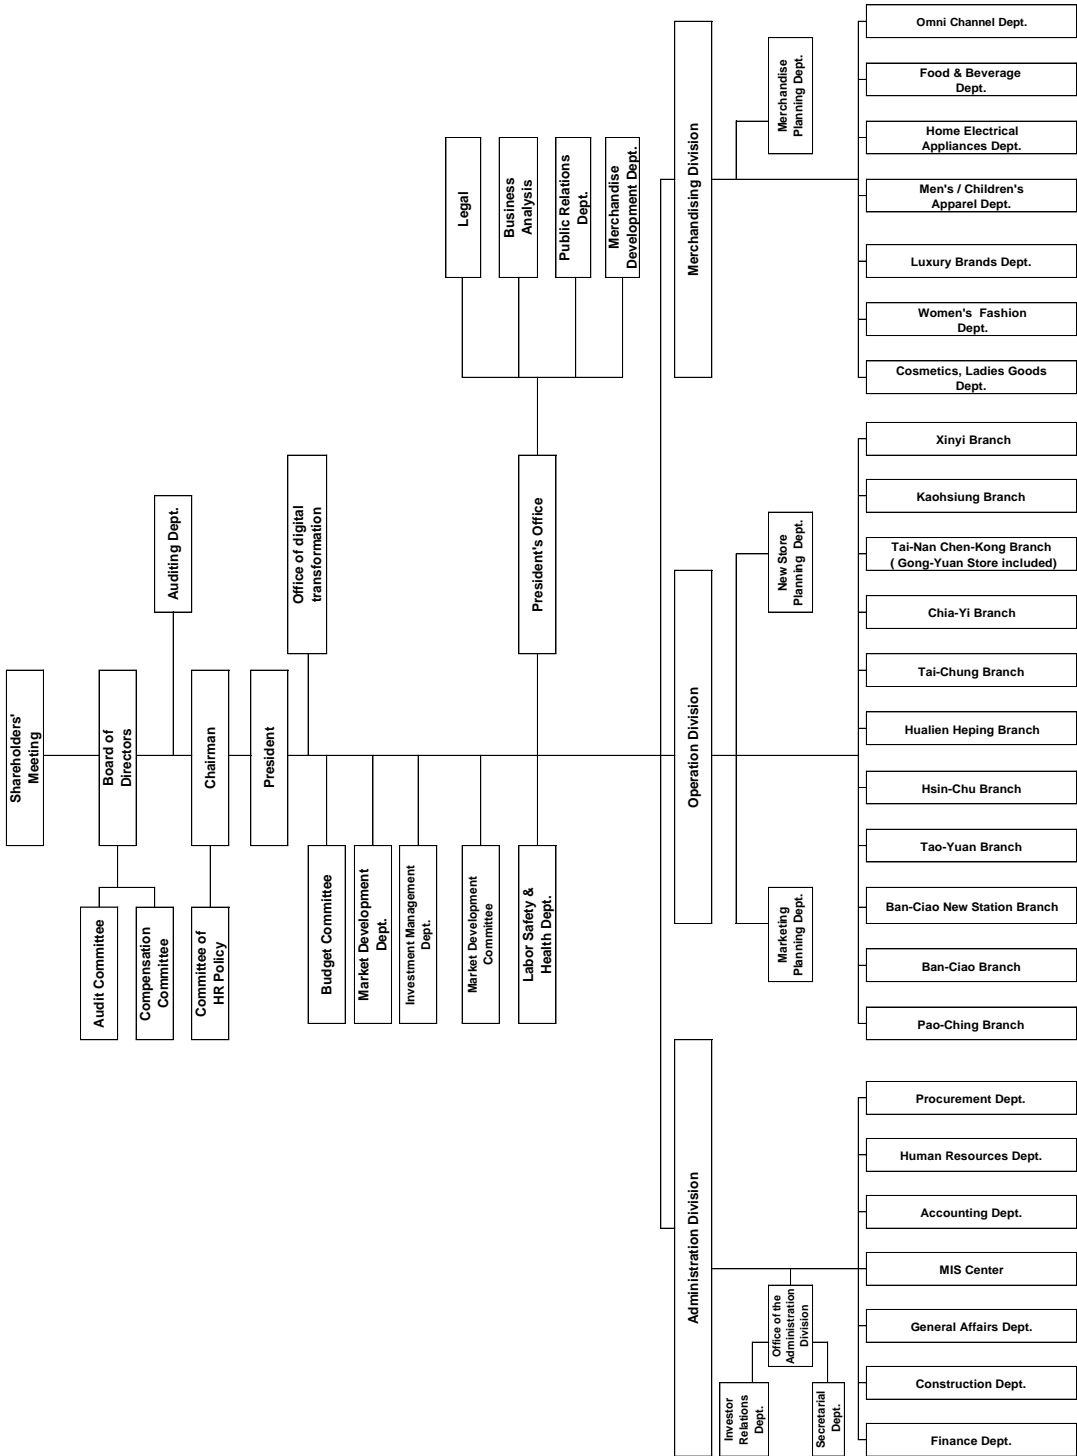 Shareholders'
Meeting
Board of
Directors
Audit Committee
Compensation
Committee
Auditing Dept.
Chairman
Committee of
HR Policy
President
Office of digital
transformation
Budget Committee
Market Development
Dept.
Investment Management
Dept.
Market Development
Committee
Labor Safety &
Health Dept.
President's Office
Legal
Business
Analysis
Public Relations
Dept.
Merchandise
Development Dept.
Administration Division
Operation Division
Merchandising Division
Investor
Relations
Dept.
Office of the
Administration
Division
Secretarial
Dept.
Marketing
Planning Dept.
New Store
Planning Dept.
Merchandise
Planning Dept.
Omni Channel Dept.
Food & Beverage
Dept.
Home Electrical
Appliances Dept.
Men's / Children's
Apparel Dept.
Luxury Brands Dept.
Women's Fashion
Dept.
Cosmetics, Ladies Goods
Dept.
Xinyi Branch
Kaohsiung Branch
Tai-Nan Chen-Kong Branch
( Gong-Yuan Store included)
Chia-Yi Branch
Tai-Chung Branch
Hualien Heping Branch
Hsin-Chu Branch
Tao-Yuan Branch
Ban-Ciao New Station Branch
Ban-Ciao Branch
Pao-Ching Branch
Procurement Dept.
Human Resources Dept.
Accounting Dept.
MIS Center
General Affairs Dept.
Construction Dept.
Finance Dept.